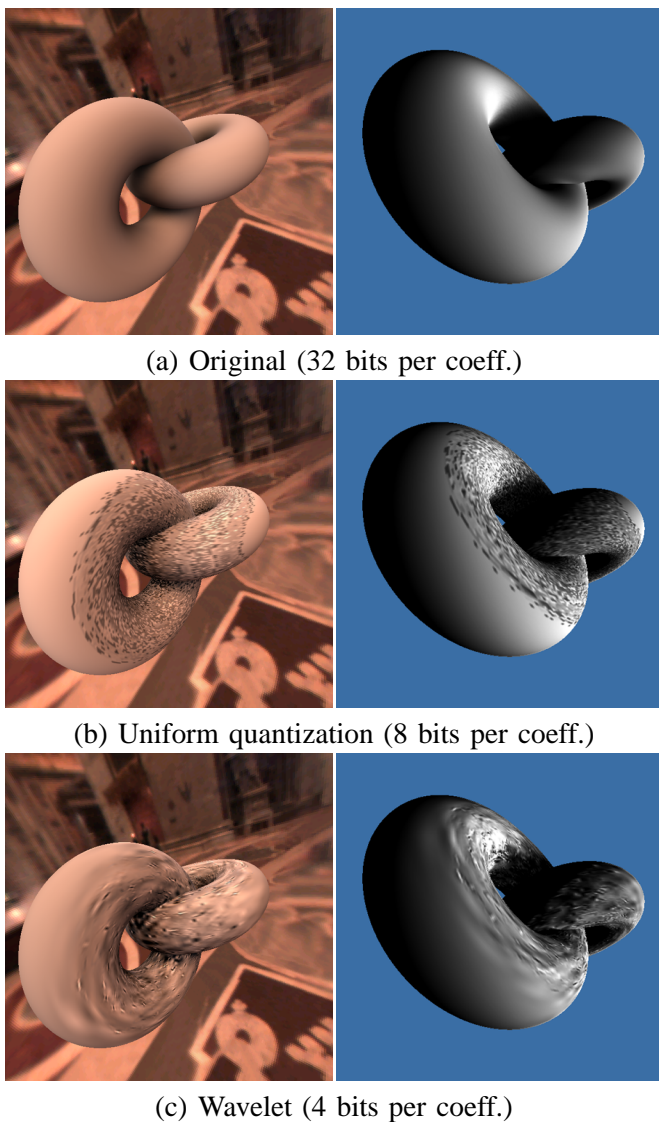 (a) Original (32 bits per coeff.)
(b) Uniform quantization (8 bits per coeff.)
(c) Wavelet (4 bits per coeff.)